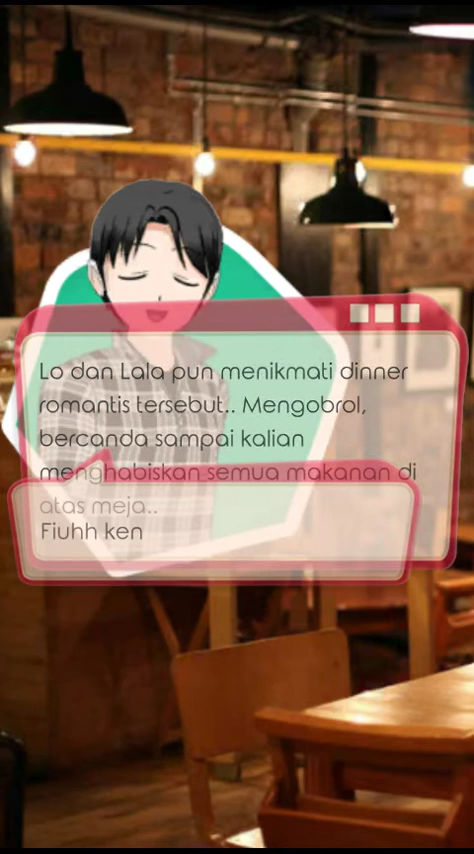 Lo dan Lala pun menikmati dinner
romantis tersebut.. Mengobrol,
bercanda sampai kalian
menghabiskan semua makanan di
atas meja..
Fiuhh ken